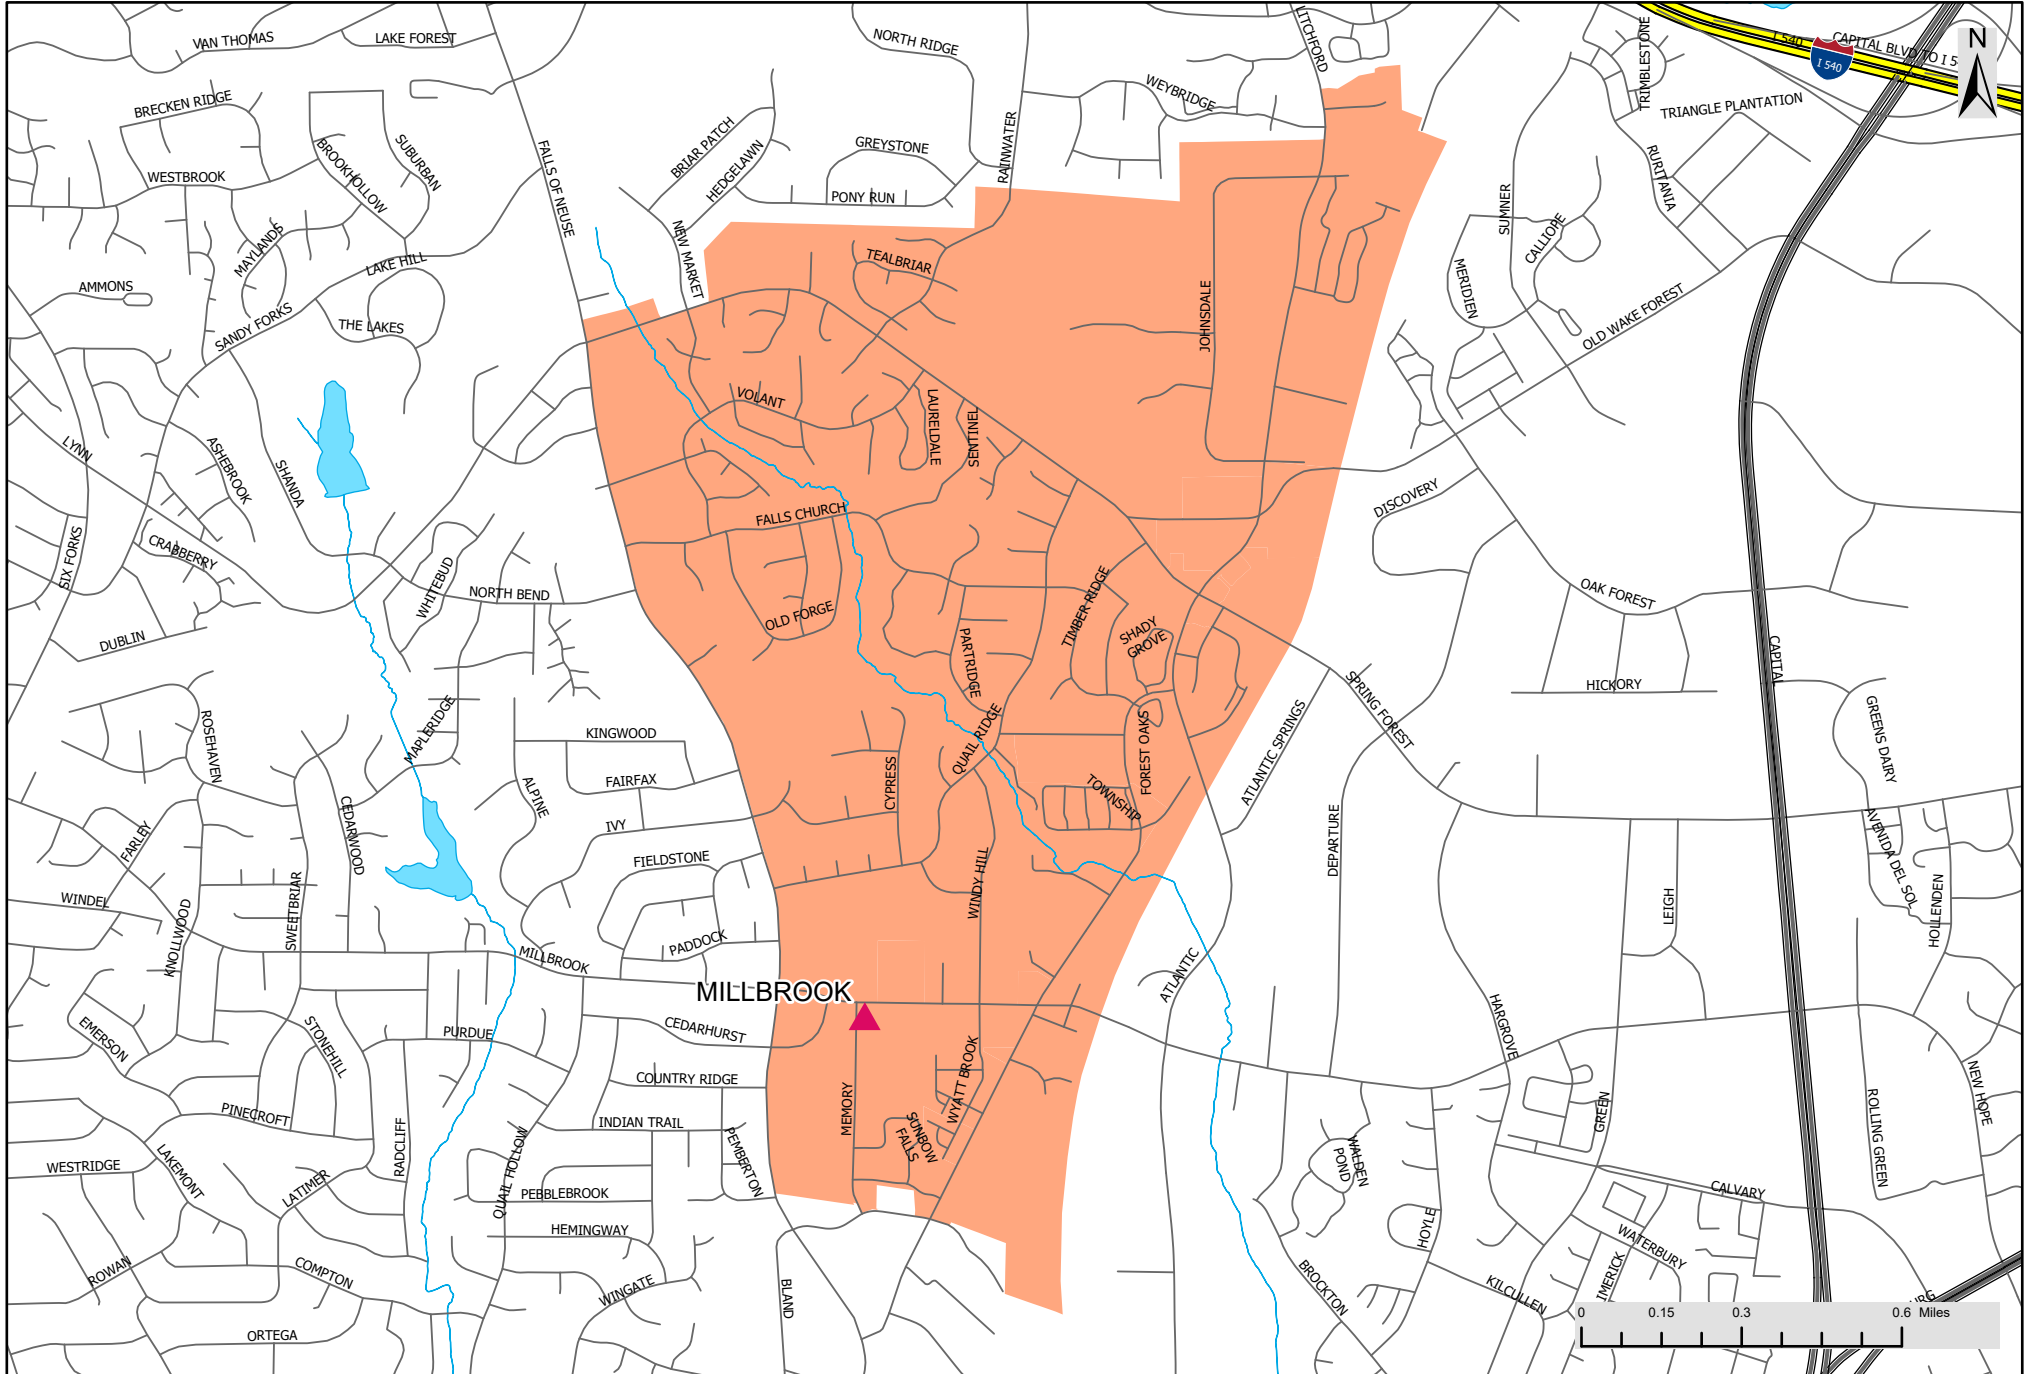 VAN THOMAS
LAKE FOREST
NORTH RIDGE
LITCHFORD
TRIMBLESTONE
I 540
CAPITAL BLVD TO I 5
I 540
N
BRECKEN RIDGE
WEYBRIDGE
TRIANGLE PLANTATION
BROOKHOLLOW
SUBURBAN
FALLS OF NEUSE
BRIAR PATCH
HEDGELAWN
GREYSTONE
RAINWATER
RURITANIA
WESTBROOK
PONY RUN
SUMNER
CALLIOPE
MAYLANDS
LAKE HILL
NEW MARKET
TEALBRIAR
MERIDIEN
AMMONS
SANDY FORKS
THE LAKES
JOHNSDALE
OLD WAKE FOREST
VOLANT
LAURELDALE
SENTINEL
LYNN
ASHEBROOK
SHANDA
FALLS CHURCH
DISCOVERY
SIX FORKS
CRABBERRY
WHITEBUD
NORTH BEND
OLD FORGE
TIMBER RIDGE
SHADY
GROVE
OAK FOREST
DUBLIN
PARTRIDGE
CAPITAL
HICKORY
SPRING FOREST
ROSEHAVEN
MAPLERIDGE
KINGWOOD
QUAIL RIDGE
FOREST OAKS
ATLANTIC SPRINGS
GREENS DAIRY
FAIRFAX
CYPRESS
TOWNSHIP
ALPINE
IVY
CEDARWOOD
FARLEY
FIELDSTONE
WINDY HILL
DEPARTURE
AVENIDA DEL SOL
WINDEL
KNOLLWOOD
SWEETBRIAR
LEIGH
HOLLENDEN
PADDOCK
MILLBROOK
ATLANTIC
MILLBROOK
HARGROVE
EMERSON
STONEHILL
PURDUE
CEDARHURST
COUNTRY RIDGE
MEMORY
WYATT BROOK
SUNBOW
FALLS
GREEN
ROLLING GREEN
NEW HOPE
PINECROFT
RADCLIFF
INDIAN TRAIL
PEMBERTON
WALDEN
POND
WESTRIDGE
LAKEMONT
LATIMER
QUAIL HOLLOW
PEBBLEBROOK
CALVARY
HEMINGWAY
HOYLE
WATERBURY
ROWAN
COMPTON
WINGATE
BLAND
BROCKTON
KILCULLEN
IMERICK
URG
ORTEGA
0 0.15 0.3 0.6 Miles